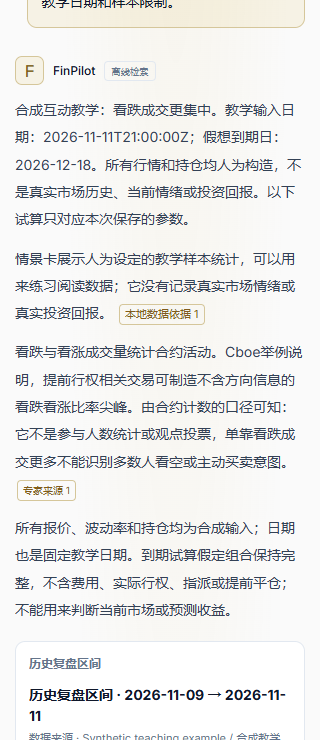 教学日期和样本限制。
F FinPilot 离线检索
合成互动教学：看跌成交更集中。教学输入日
期：2026-11-11T21:00:00Z；假想到期日：
2026-12-18。所有行情和持仓均人为构造，不
是真实市场历史、当前情绪或投资回报。以下
试算只对应本次保存的参数。
情景卡展示人为设定的教学样本统计，可以用
来练习阅读数据；它没有记录真实市场情绪或
真实投资回报。 本地数据依据 1
看跌与看涨成交量统计合约活动。Cboe举例说
明，提前行权相关交易可制造不含方向信息的
看跌看涨比率尖峰。由合约计数的口径可知：
它不是参与人数统计或观点投票，单靠看跌成
交更多不能识别多数人看空或主动买卖意图。
专家来源 1
所有报价、波动率和持仓均为合成输入；日期
也是固定教学日期。到期试算假定组合保持完
整，不含费用、实际行权、指派或提前平仓；
不能用来判断当前市场或预测收益。
历史复盘区间
历史复盘区间 · 2026-11-09 → 2026-11-
11
数据来源 · Synthetic teaching example / 合成教学